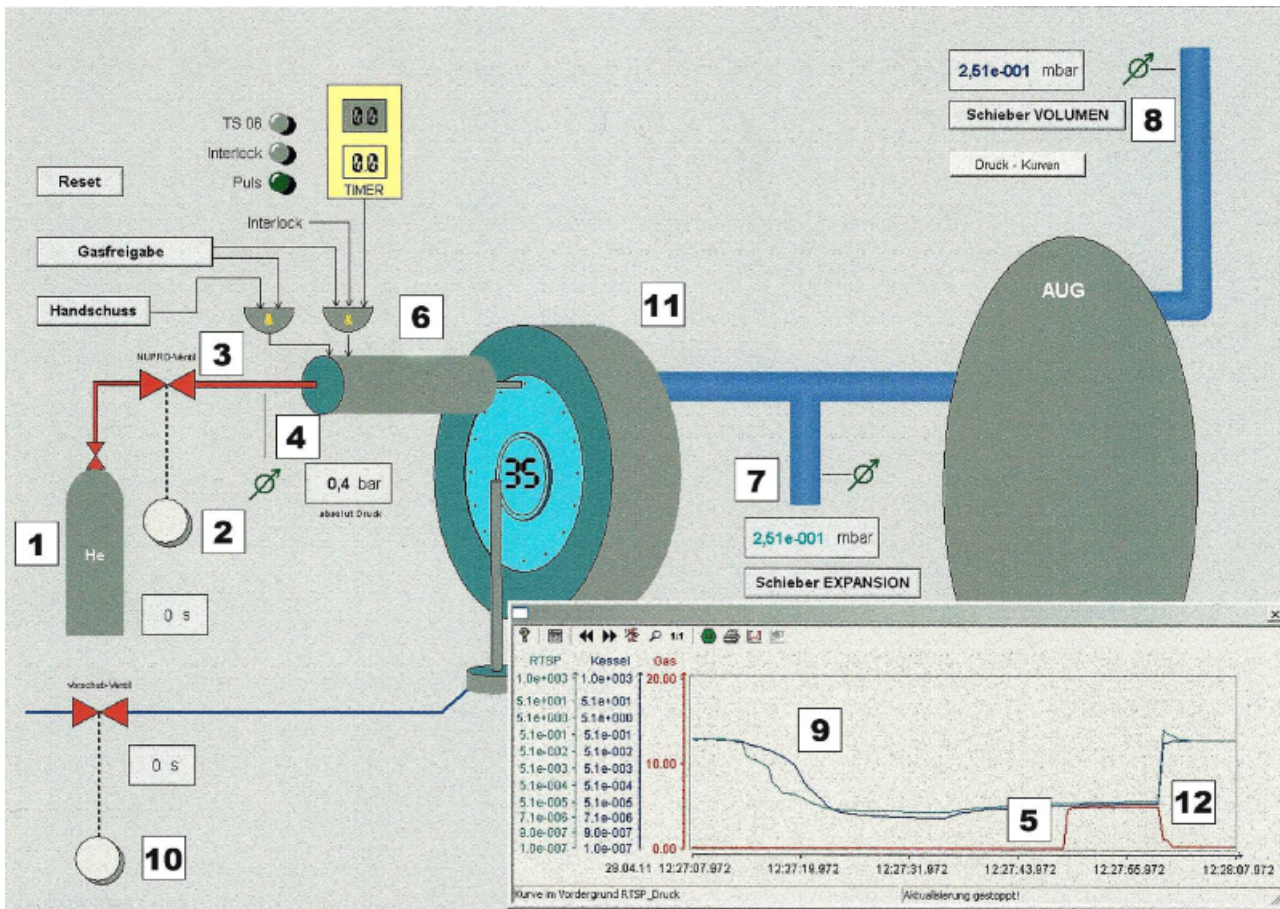 2,51e-001 mbar
Schieber VOLUMEN
8
Druck - Kurven
TS 06
Interlock
Puls
00
0.0
TIMER
Reset
Interlock
Gasfreigabe
Handschuss
&
&
6
11
AUG
NUPRO-Ventil
3
4
0,4 bar
absolut Druck
35
7
2,51e-001 mbar
Schieber EXPANSION
1
2
He
0 s
Vorschub-Ventil
0 s
10
1:1
RTSP Kessel Gas
1.0e+003 1.0e+003 20.00
5.1e+001 5.1e+001
5.1e+000 5.1e+000
5.1e-001 5.1e-001
5.1e-002 5.1e-002
5.1e-003 5.1e-003 10.00
5.1e-004 5.1e-004
5.1e-005 5.1e-005
7.1e-006 7.1e-006
9.0e-007 9.0e-007
1.0e-007 1.0e-007 0.00
9
5
12
29.04.11 12:27:07.972 12:27:19.972 12:27:31.972 12:27:43.972 12:27:55.972 12:28:07.972
Kurve im Vordergrund RTSP_Druck Aktualisierung gestoppt!